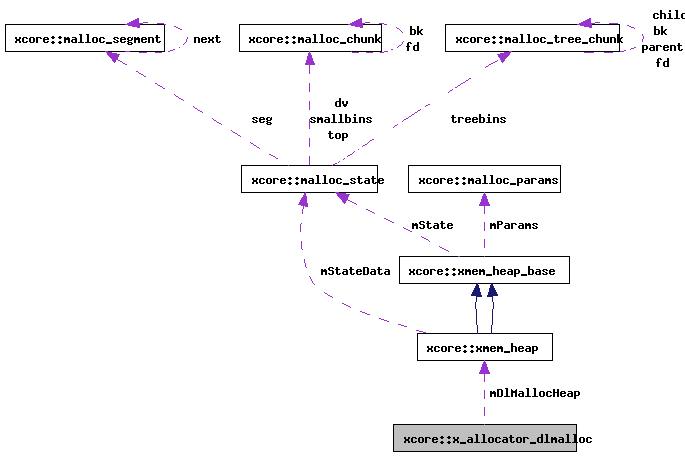 child
bk
parent
fd
bk
fd
xcore::malloc_segment
next
xcore::malloc_chunk
xcore::malloc_tree_chunk
dv
seg
smallbins
treebins
top
xcore::malloc_state
xcore::malloc_params
mState
mParams
mStateData
xcore::xmem_heap_base
xcore::xmem_heap
mDlMallocHeap
xcore::x_allocator_dlmalloc